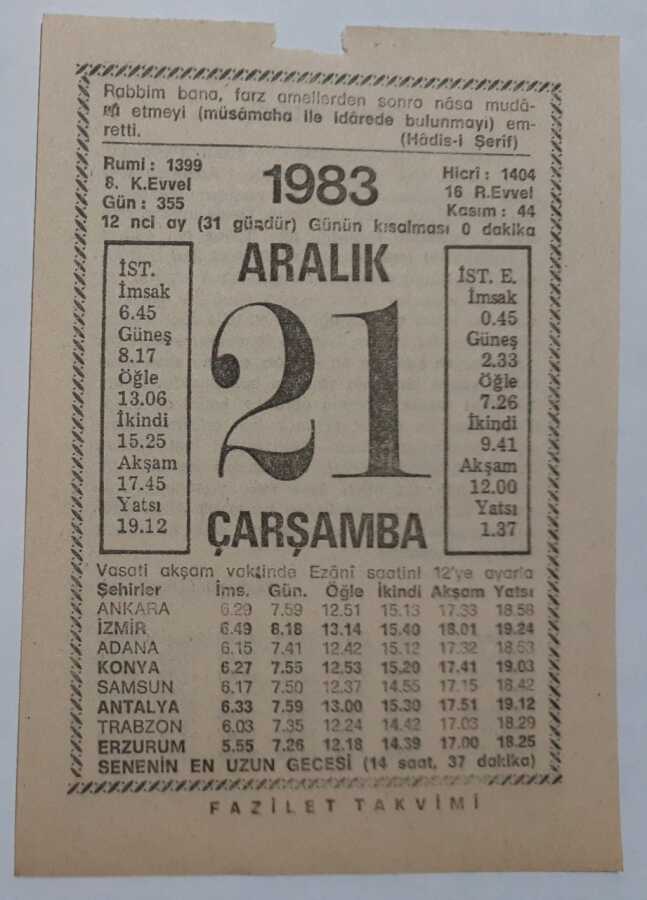 Rabbim bana, farz amellerden sonra nâsa mudâ-
râ etmeyi (müsâmaha ile idârede bulunmayı) em-
retti. (Hâdis-i Şerif)
Rumi : 1399
8. K.Evvel
Gün : 355
1983
Hicri : 1404
16 R.Evvel
Kasım : 44
12 nci ay (31 gündür) Günün kısalması 0 dakika
ARALIK
21
ÇARŞAMBA
İST.
İmsak
6.45
Güneş
8.17
Öğle
13.06
İkindi
15.25
Akşam
17.45
Yatsı
19.12
İST. E.
İmsak
0.45
Güneş
2.33
Öğle
7.26
İkindi
9.41
Akşam
12.00
Yatsı
1.37
Vasati akşam vaktinde Ezâni saatini 12'ye ayarla
Şehirler İms. Gün. Öğle İkindi Akşam Yatsı
ANKARA 6.29 7.59 12.51 15.13 17.33 18.58
İZMİR 6.49 8.18 13.14 15.40 18.01 19.24
ADANA 6.15 7.41 12.42 15.12 17.32 18.53
KONYA 6.27 7.55 12.53 15.20 17.41 19.03
SAMSUN 6.17 7.50 12.37 14.55 17.15 18.42
ANTALYA 6.33 7.59 13.00 15.30 17.51 19.12
TRABZON 6.03 7.35 12.24 14.42 17.03 18.29
ERZURUM 5.55 7.26 12.18 14.39 17.00 18.25
SENENİN EN UZUN GECESİ (14 saat, 37 dakika)
FAZİLET TAKVİMİ